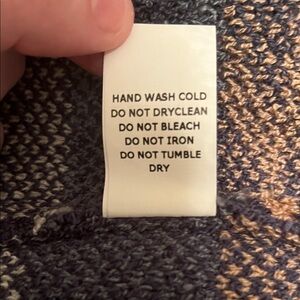 HAND WASH COLD
DO NOT DRYCLEAN
DO NOT BLEACH
DO NOT IRON
DO NOT TUMBLE
DRY